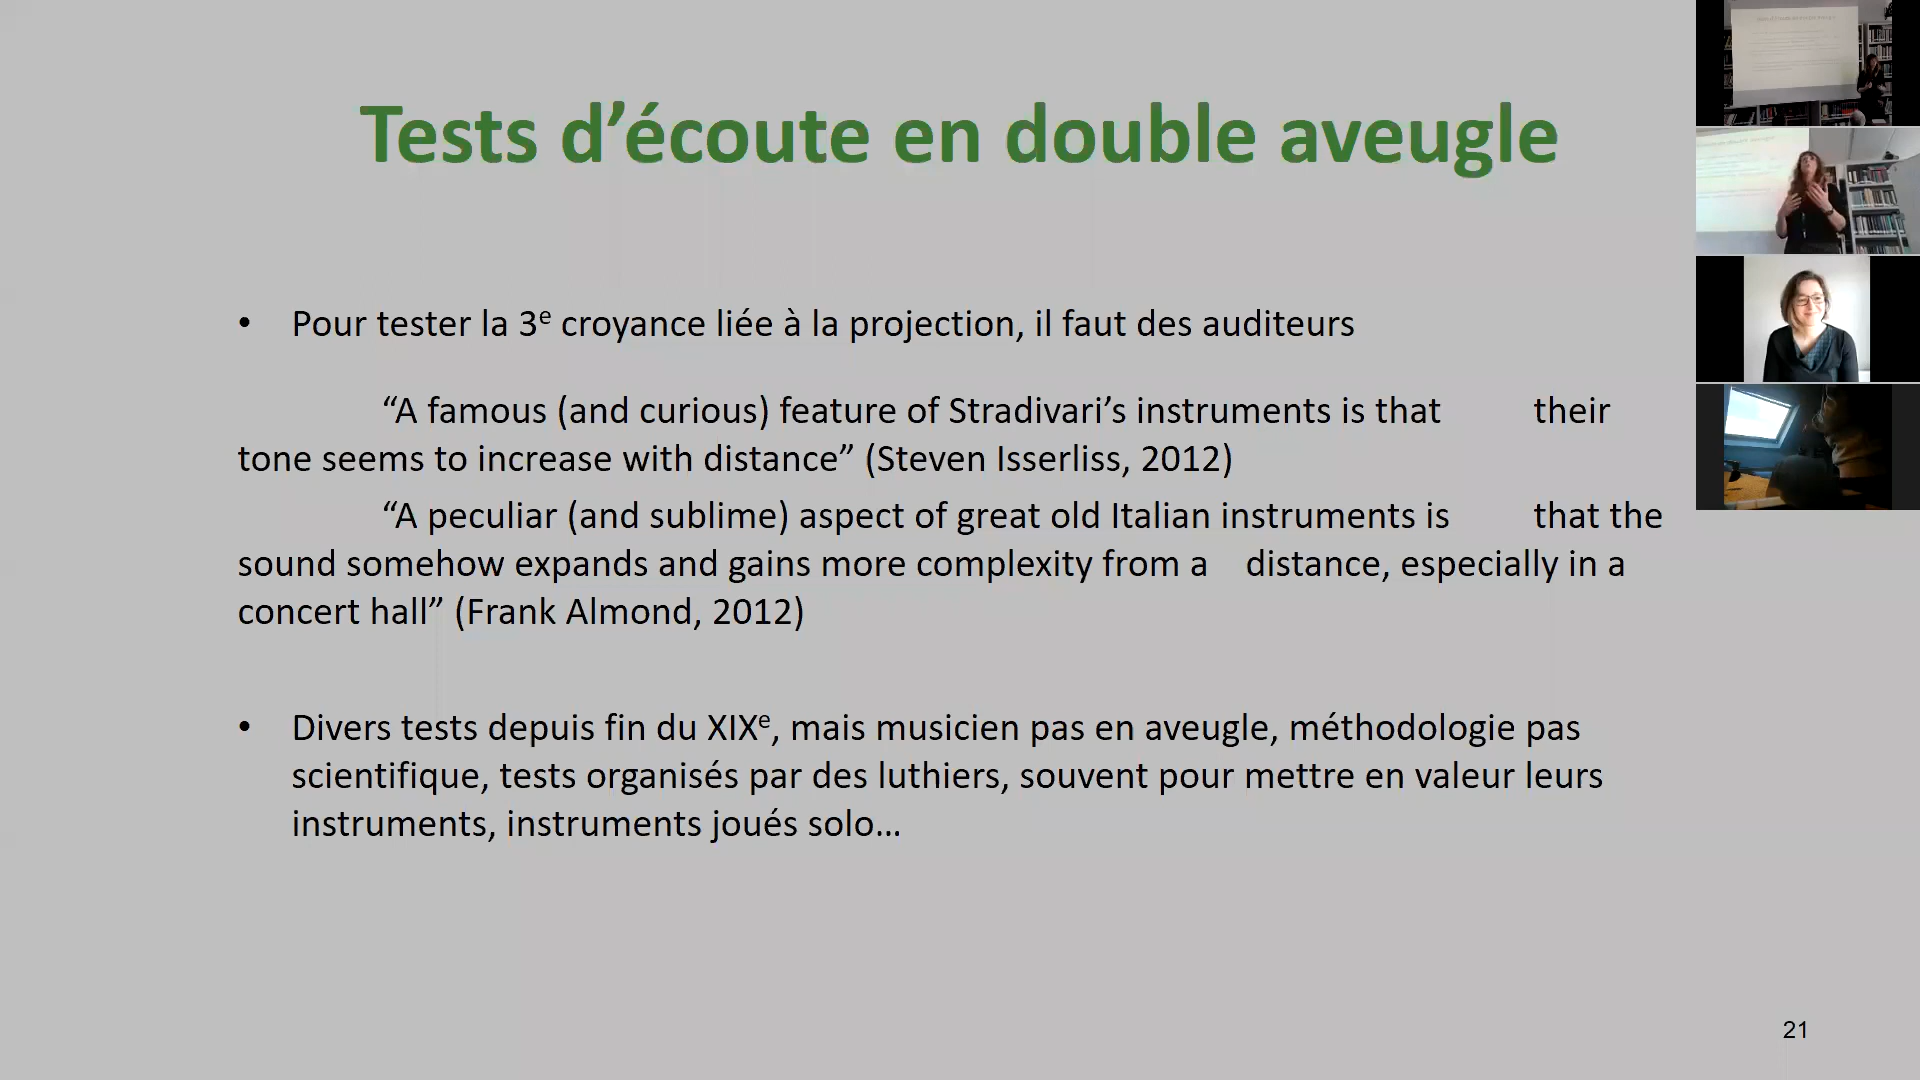 Tests d’écoute en double aveugle
• Pour tester la 3e croyance liée à la projection, il faut des auditeurs
“A famous (and curious) feature of Stradivari’s instruments is that their
tone seems to increase with distance” (Steven Isserliss, 2012)
“A peculiar (and sublime) aspect of great old Italian instruments is that the
sound somehow expands and gains more complexity from a distance, especially in a
concert hall” (Frank Almond, 2012)
• Divers tests depuis fin du XIXe, mais musicien pas en aveugle, méthodologie pas
scientifique, tests organisés par des luthiers, souvent pour mettre en valeur leurs
instruments, instruments joués solo…
21